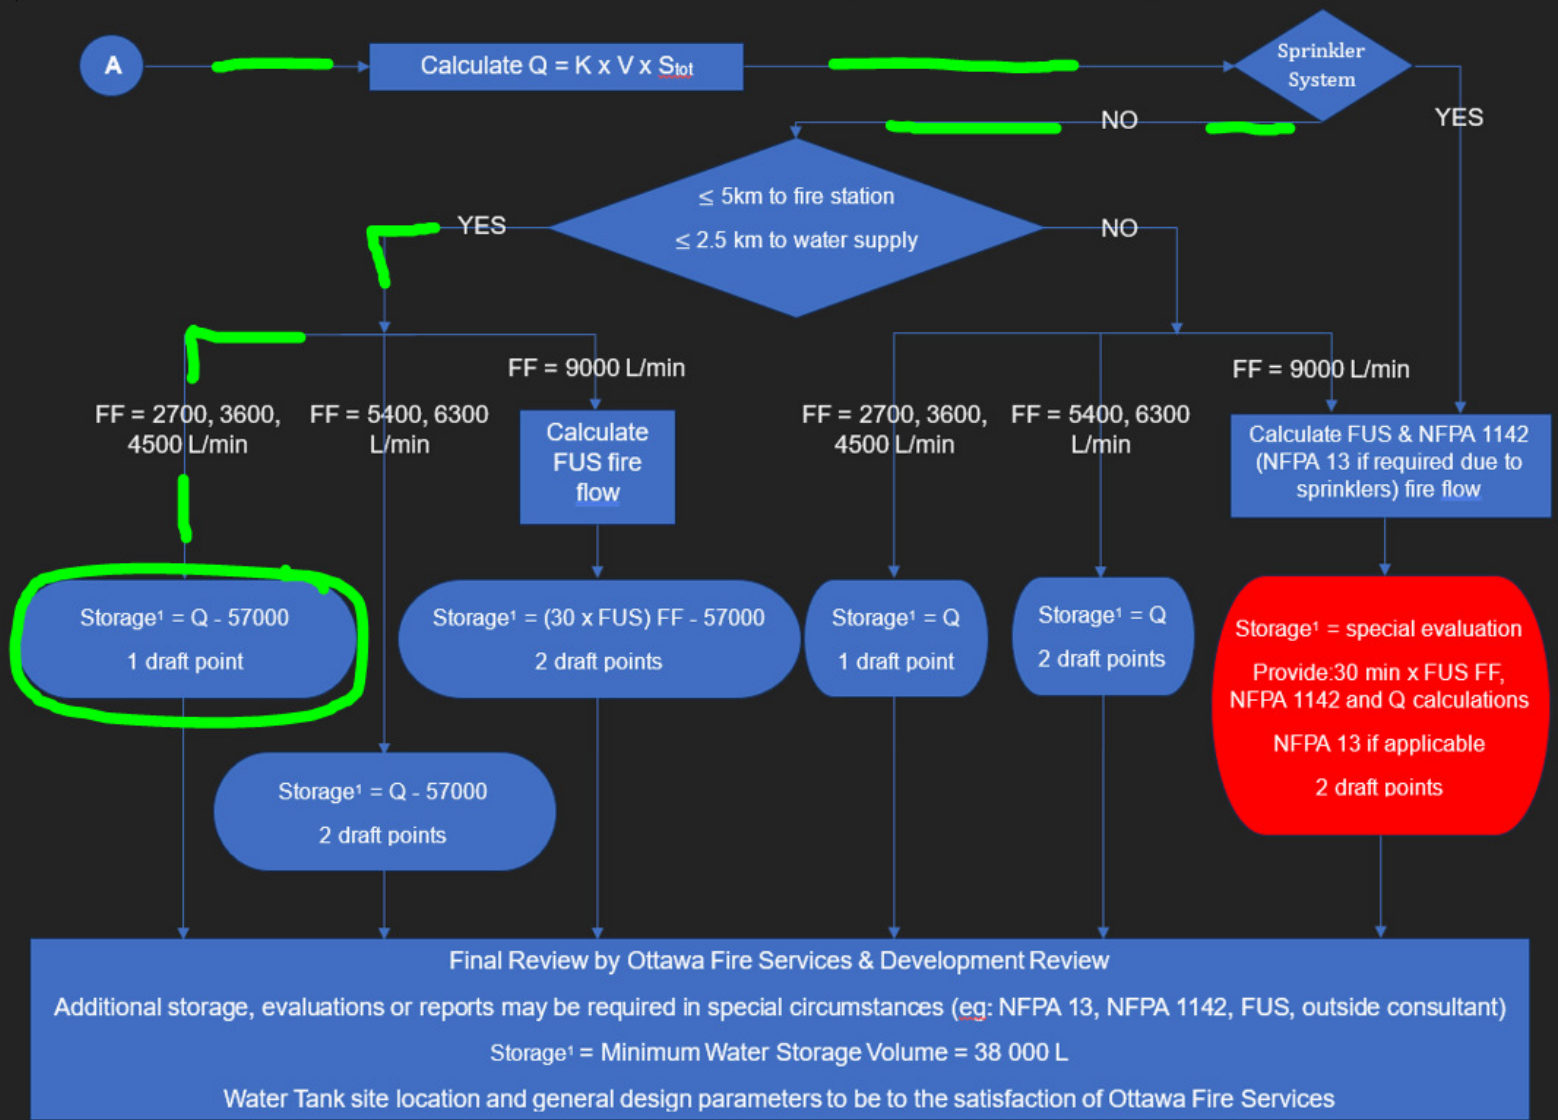 A
Calculate Q = K x V x Stot
Sprinkler
System
NO
YES
≤ 5km to fire station
≤ 2.5 km to water supply
YES
NO
FF = 9000 L/min
FF = 9000 L/min
FF = 2700, 3600,
4500 L/min
FF = 5400, 6300
L/min
FF = 2700, 3600,
4500 L/min
FF = 5400, 6300
L/min
Calculate
FUS fire
flow
Calculate FUS & NFPA 1142
(NFPA 13 if required due to
sprinklers) fire flow
Storage¹ = Q - 57000
1 draft point
Storage¹ = (30 x FUS) FF - 57000
2 draft points
Storage¹ = Q
1 draft point
Storage¹ = Q
2 draft points
Storage¹ = special evaluation
Provide:30 min x FUS FF,
NFPA 1142 and Q calculations
NFPA 13 if applicable
2 draft points
Storage¹ = Q - 57000
2 draft points
Final Review by Ottawa Fire Services & Development Review
Additional storage, evaluations or reports may be required in special circumstances (eg: NFPA 13, NFPA 1142, FUS, outside consultant)
Storage¹ = Minimum Water Storage Volume = 38 000 L
Water Tank site location and general design parameters to be to the satisfaction of Ottawa Fire Services